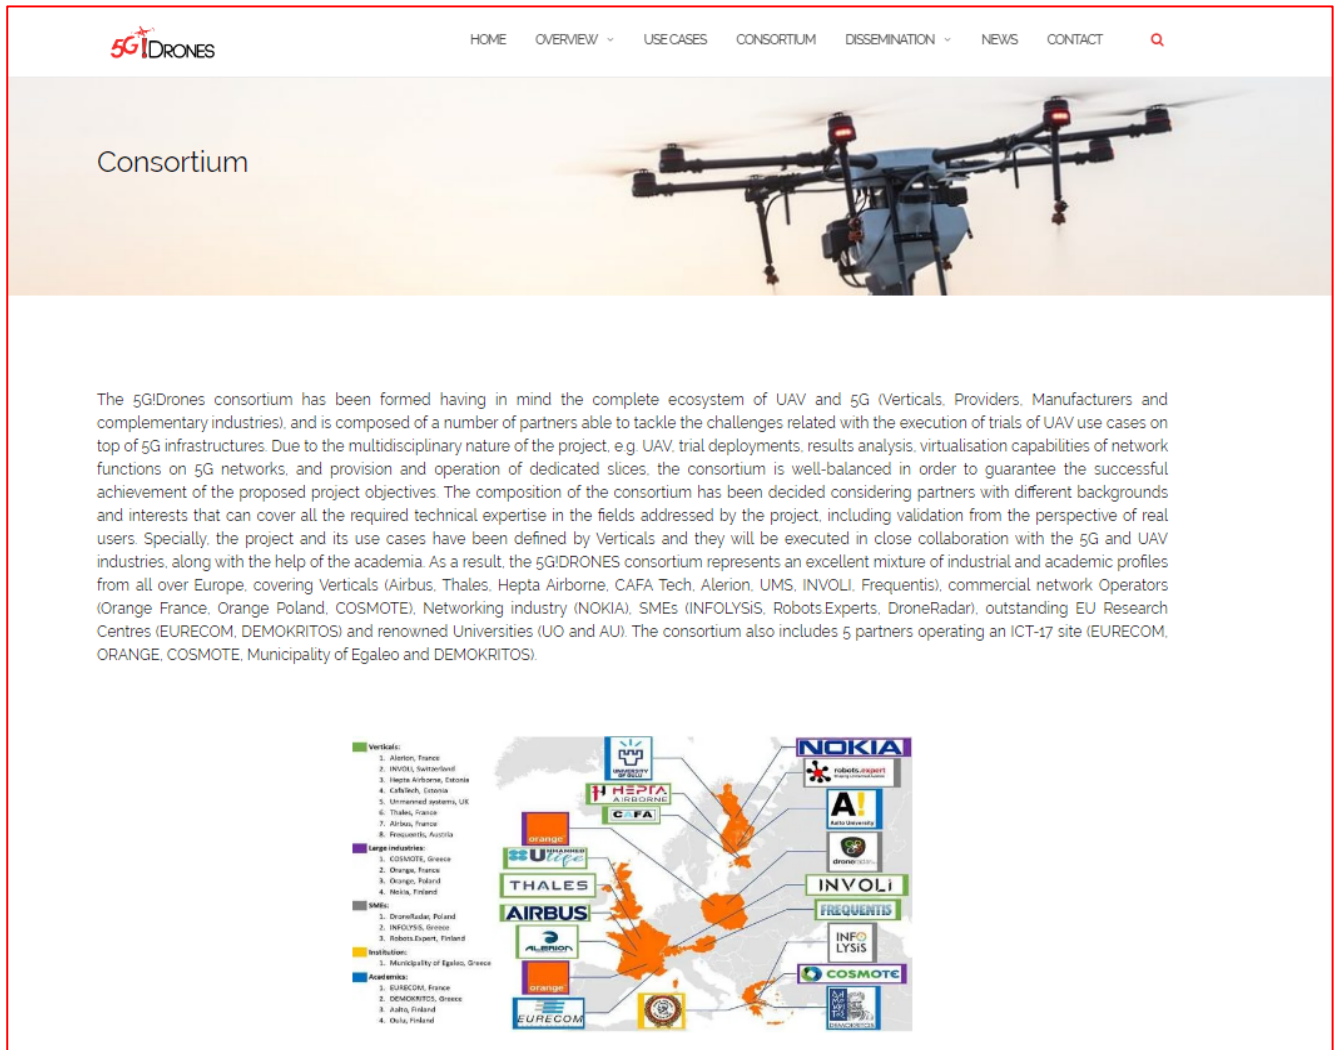 5G!DRONES
HOME OVERVIEW USE CASES CONSORTIUM DISSEMINATION NEWS CONTACT
Consortium
The 5G!Drones consortium has been formed having in mind the complete ecosystem of UAV and 5G (Verticals, Providers, Manufacturers and
complementary industries), and is composed of a number of partners able to tackle the challenges related with the execution of trials of UAV use cases on
top of 5G infrastructures. Due to the multidisciplinary nature of the project, e.g. UAV, trial deployments, results analysis, virtualisation capabilities of network
functions on 5G networks, and provision and operation of dedicated slices, the consortium is well-balanced in order to guarantee the successful
achievement of the proposed project objectives. The composition of the consortium has been decided considering partners with different backgrounds
and interests that can cover all the required technical expertise in the fields addressed by the project, including validation from the perspective of real
users. Specially, the project and its use cases have been defined by Verticals and they will be executed in close collaboration with the 5G and UAV
industries, along with the help of the academia. As a result, the 5G!DRONES consortium represents an excellent mixture of industrial and academic profiles
from all over Europe, covering Verticals (Airbus, Thales, Hepta Airborne, CAFA Tech, Alerion, UMS, INVOLI, Frequentis), commercial network Operators
(Orange France, Orange Poland, COSMOTE), Networking industry (NOKIA), SMEs (INFOLYSiS, Robots.Experts, DroneRadar), outstanding EU Research
Centres (EURECOM, DEMOKRITOS) and renowned Universities (UO and AU). The consortium also includes 5 partners operating an ICT-17 site (EURECOM,
ORANGE, COSMOTE, Municipality of Egaleo and DEMOKRITOS).
Verticals:
1. Alerion, France
2. INVOLI, Switzerland
3. Hepta Airborne, Estonia
4. CafaTech, Estonia
5. Unmanned systems, UK
6. Thales, France
7. Airbus, France
8. Frequentis, Austria
Large industries:
1. COSMOTE, Greece
2. Orange, France
3. Orange, Poland
4. Nokia, Finland
SMEs:
1. DroneRadar, Poland
2. INFOLYSIS, Greece
3. Robots.Expert, Finland
Institution:
1. Municipality of Egaleo, Greece
Academics:
1. EURECOM, France
2. DEMOKRITOS, Greece
3. Aalto, Finland
4. Oulu, Finland
UNIVERSITY
OF OULU
HEPTA
AIRBORNE
CAFA
orange
UNMANNED
life
THALES
AIRBUS
ALERION
orange
EURECOM
NOKIA
robots.expert
A!
Aalto University
droneradar
INVOLi
FREQUENTIS
INFO
LYSiS
COSMOTE
DEMOKRITOS